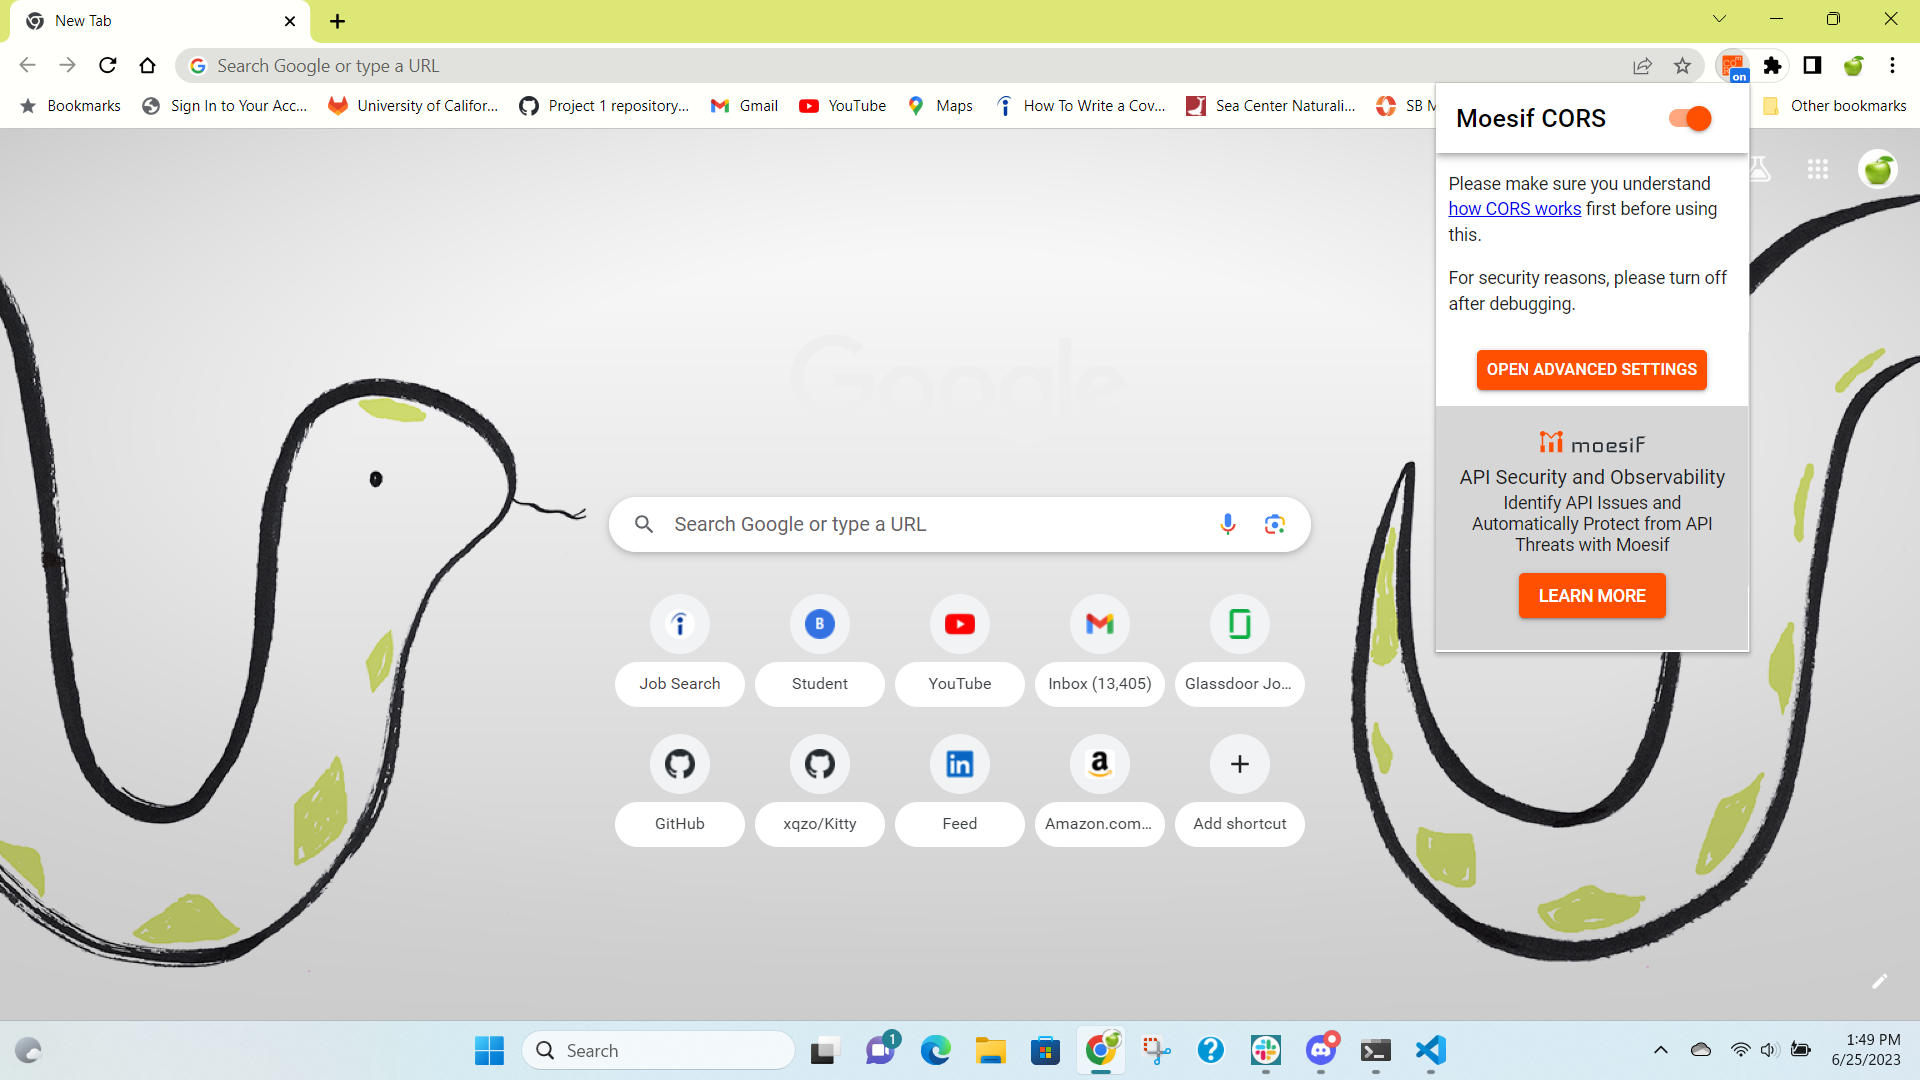 New Tab
Search Google or type a URL
on
Bookmarks
Sign In to Your Acc...
University of Califor...
Project 1 repository...
Gmail
YouTube
Maps
How To Write a Cov...
Sea Center Naturali...
SB M
Other bookmarks
Moesif CORS
Please make sure you understand
how CORS works first before using
this.
For security reasons, please turn off
after debugging.
OPEN ADVANCED SETTINGS
moesif
API Security and Observability
Identify API Issues and
Automatically Protect from API
Threats with Moesif
LEARN MORE
Google
Search Google or type a URL
B
Job Search
Student
YouTube
Inbox (13,405)
Glassdoor Jo...
in
a
GitHub
xqzo/Kitty
Feed
Amazon.com...
Add shortcut
Search
1
1:49 PM
6/25/2023